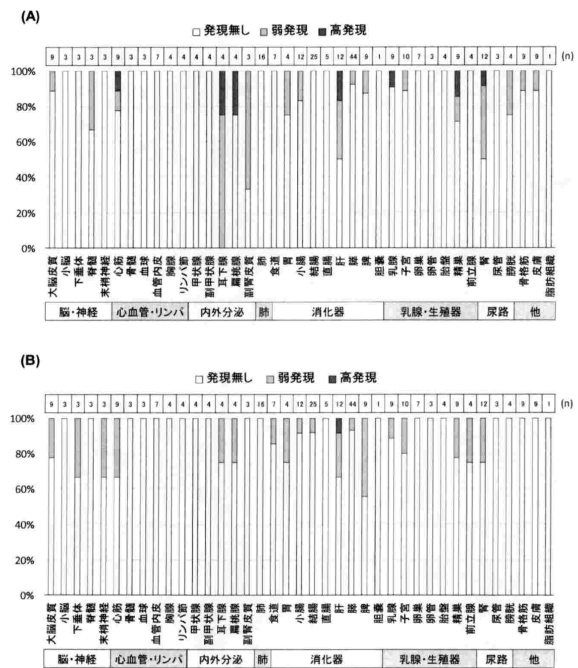 (A)
□ 発現無し ■ 弱発現 ■ 高発現
9 3 3 3 3 9 3 3 7 3 3 4 4 4 4 3 16 7 4 12 25 5 12 44 9 1 9 10 7 3 3 9 4 12 3 4 9 9 1 (n)
100%
80%
60%
40%
20%
0%
大脳皮質 小脳 下垂体 脊髄 末梢神経 心筋 骨髄 血球 血管内皮 胸腺 リンパ節 甲状腺 副甲状腺 耳下腺 扁桃腺 副腎皮質 肺 食道 胃 小腸 結腸 直腸 肝 膵 脾 胆嚢 乳腺 子宮 卵巣 卵管 胎盤 精巣 前立腺 腎 尿管 膀胱 骨格筋 皮膚 脂肪組織
脳・神経 心血管・リンパ 内外分泌 肺 消化器 乳腺・生殖器 尿路 他
(B)
□ 発現無し ■ 弱発現 ■ 高発現
9 3 3 3 3 9 3 3 7 3 3 4 4 4 4 3 16 7 4 12 25 5 12 44 9 1 9 10 7 3 3 9 4 12 3 4 9 9 1 (n)
100%
80%
60%
40%
20%
0%
大脳皮質 小脳 下垂体 脊髄 末梢神経 心筋 骨髄 血球 血管内皮 胸腺 リンパ節 甲状腺 副甲状腺 耳下腺 扁桃腺 副腎皮質 肺 食道 胃 小腸 結腸 直腸 肝 膵 脾 胆嚢 乳腺 子宮 卵巣 卵管 胎盤 精巣 前立腺 腎 尿管 膀胱 骨格筋 皮膚 脂肪組織
脳・神経 心血管・リンパ 内外分泌 肺 消化器 乳腺・生殖器 尿路 他